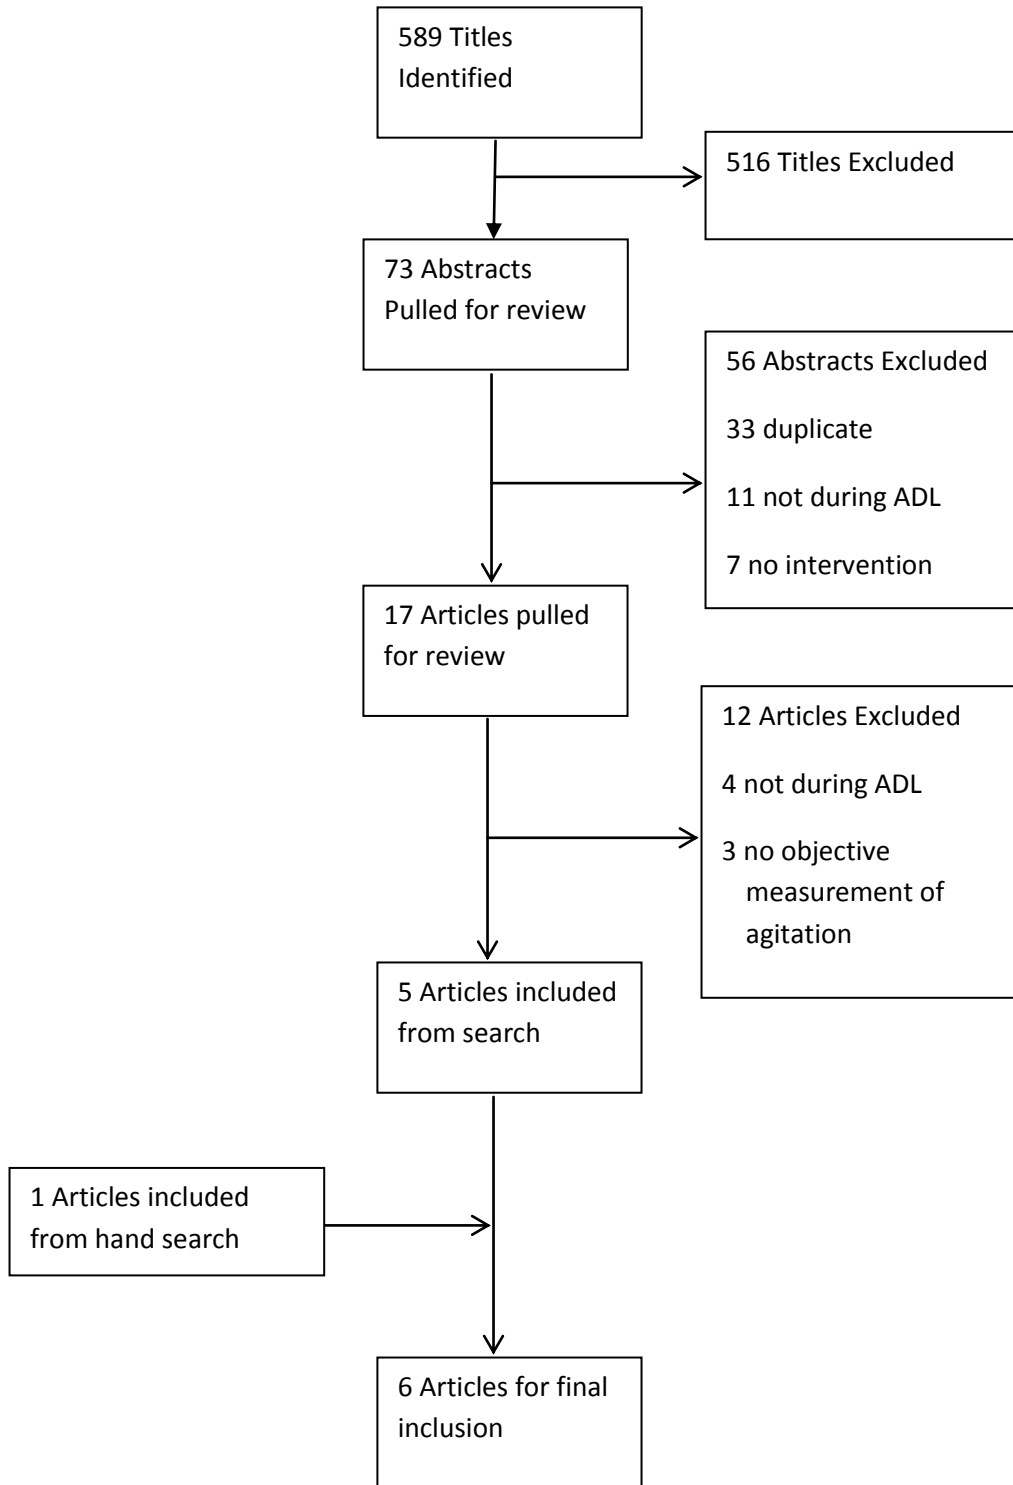 589 Titles
Identified
516 Titles Excluded
73 Abstracts
Pulled for review
56 Abstracts Excluded
33 duplicate
11 not during ADL
7 no intervention
17 Articles pulled
for review
12 Articles Excluded
4 not during ADL
3 no objective
measurement of
agitation
5 Articles included
from search
1 Articles included
from hand search
6 Articles for final
inclusion